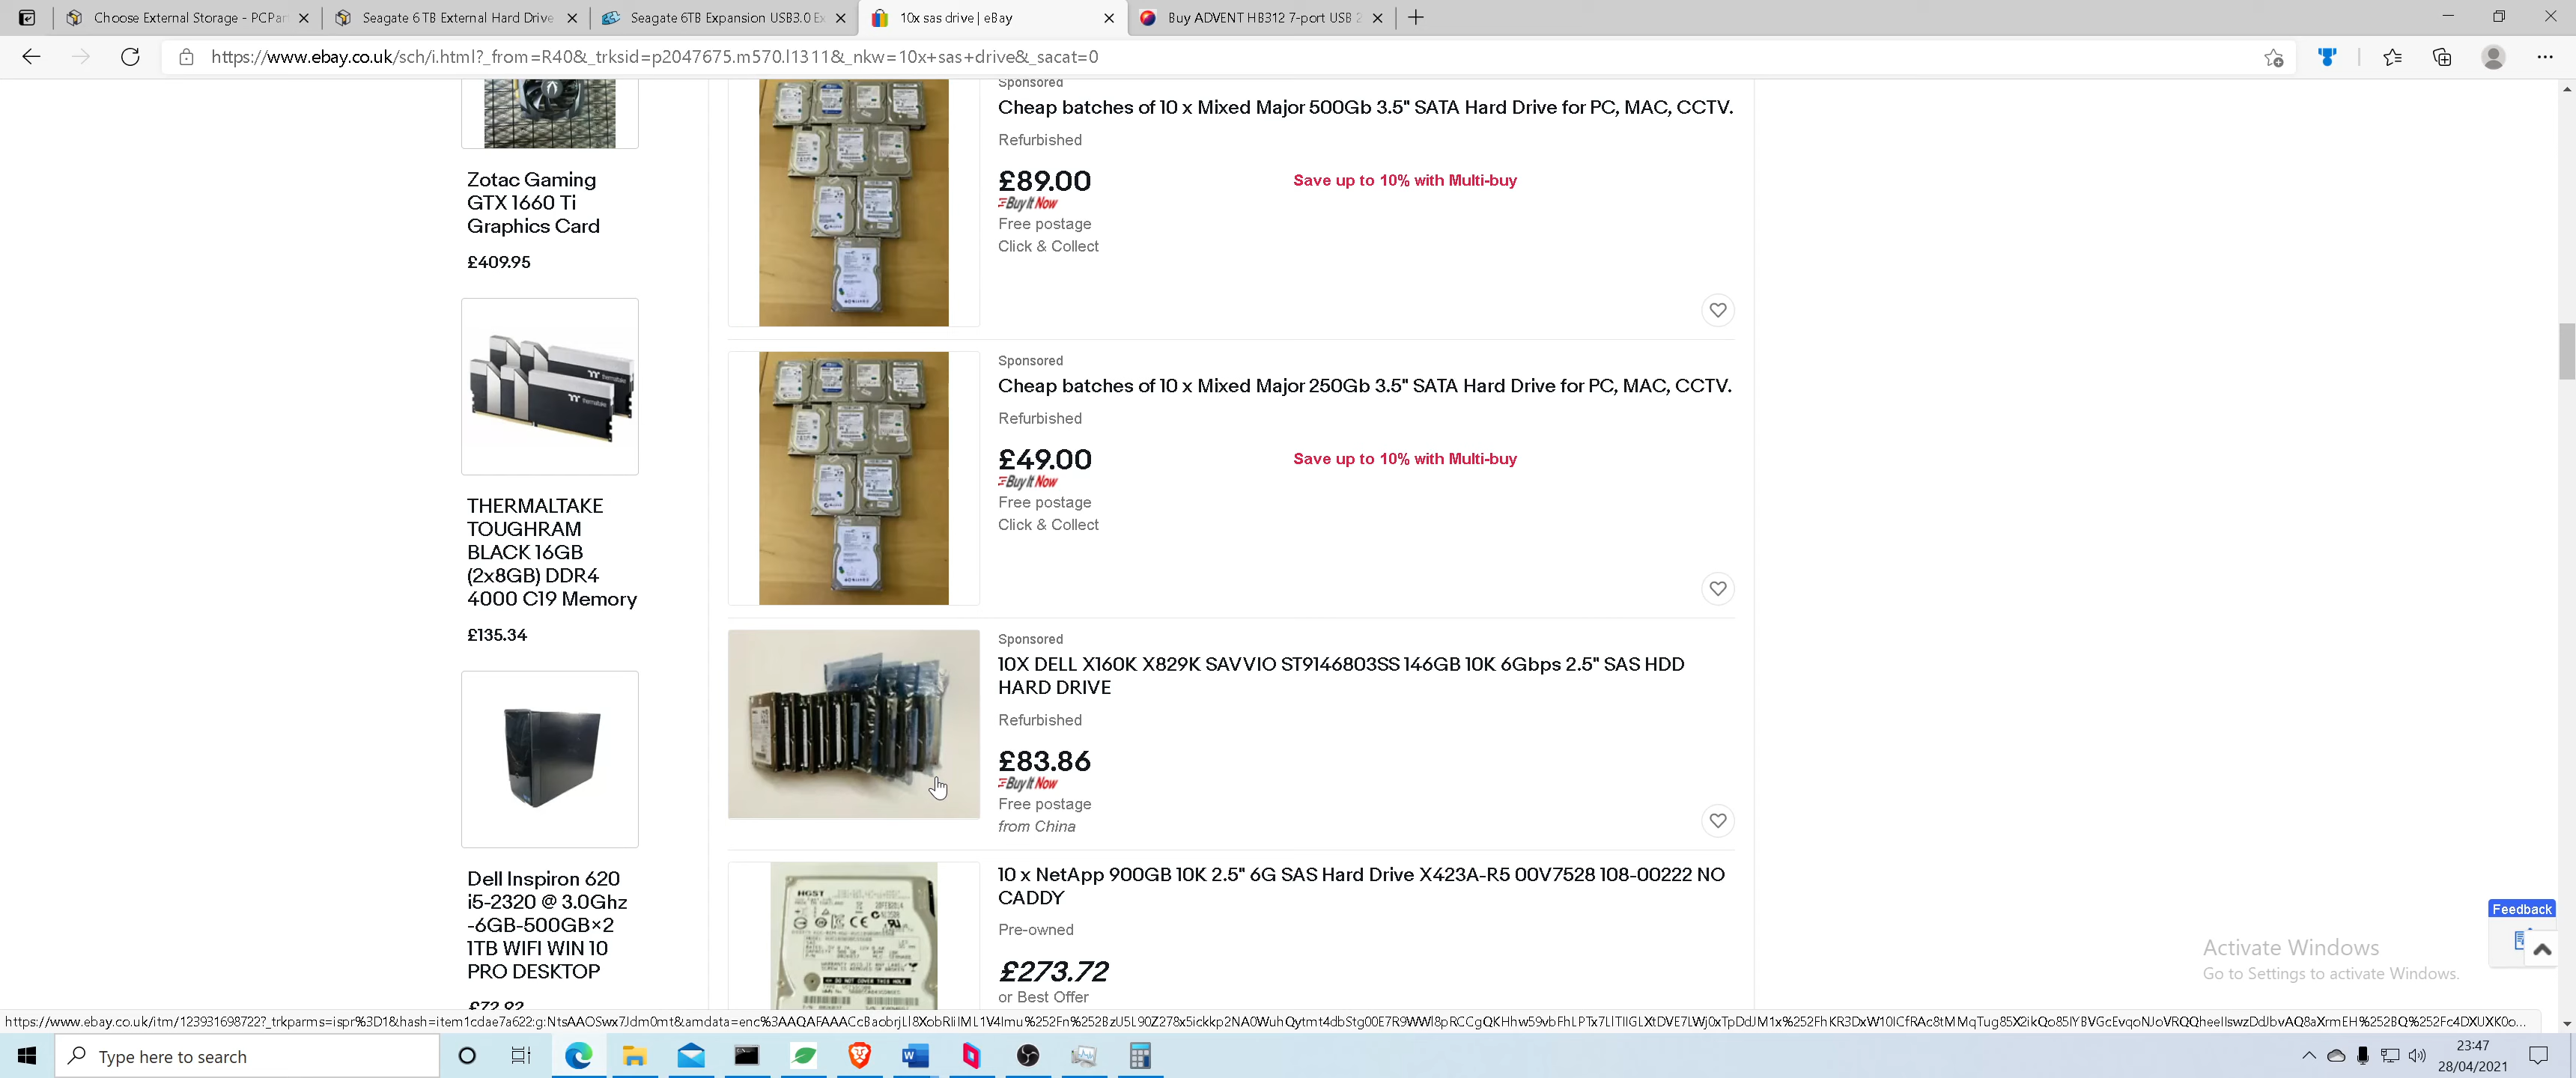 Choose External Storage - PCPar
Seagate 6 TB External Hard Drive
Seagate 6TB Expansion USB3.0 Ex
10x sas drive | eBay
Buy ADVENT HB312 7-port USB 2
https://www.ebay.co.uk/sch/i.html?_from=R40&_trksid=p2047675.m570.l1311&_nkw=10x+sas+drive&_sacat=0
Zotac Gaming
GTX 1660 Ti
Graphics Card
£409.95
THERMALTAKE
TOUGHRAM
BLACK 16GB
(2x8GB) DDR4
4000 C19 Memory
£135.34
Dell Inspiron 620
i5-2320 @ 3.0Ghz
-6GB-500GB×2
1TB WIFI WIN 10
PRO DESKTOP
£72.92
Sponsored
Cheap batches of 10 x Mixed Major 500Gb 3.5" SATA Hard Drive for PC, MAC, CCTV.
Refurbished
£89.00
Save up to 10% with Multi-buy
Buy It Now
Free postage
Click & Collect
Sponsored
Cheap batches of 10 x Mixed Major 250Gb 3.5" SATA Hard Drive for PC, MAC, CCTV.
Refurbished
£49.00
Save up to 10% with Multi-buy
Buy It Now
Free postage
Click & Collect
Sponsored
10X DELL X160K X829K SAVVIO ST9146803SS 146GB 10K 6Gbps 2.5" SAS HDD
HARD DRIVE
Refurbished
£83.86
Buy It Now
Free postage
from China
HGST
10 x NetApp 900GB 10K 2.5" 6G SAS Hard Drive X423A-R5 00V7528 108-00222 NO
CADDY
Pre-owned
£273.72
or Best Offer
Feedback
Activate Windows
Go to Settings to activate Windows.
Type here to search
23:47
28/04/2021